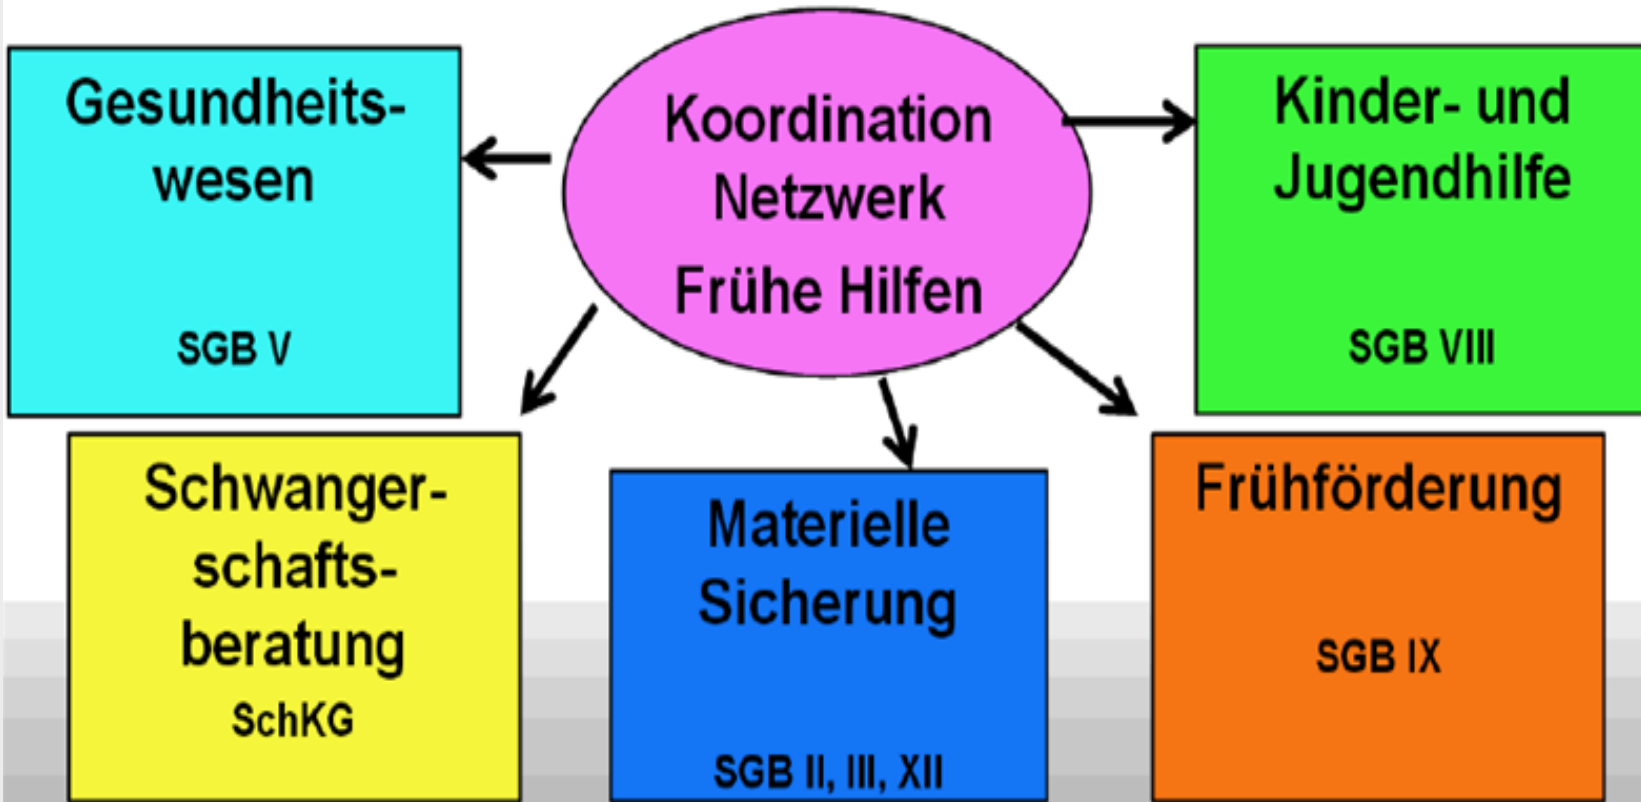 Gesundheits-
wesen
SGB V
Koordination
Netzwerk
Frühe Hilfen
Kinder- und
Jugendhilfe
SGB VIII
Schwanger-
schafts-
beratung
SchKG
Materielle
Sicherung
SGB II, III, XII
Frühförderung
SGB IX